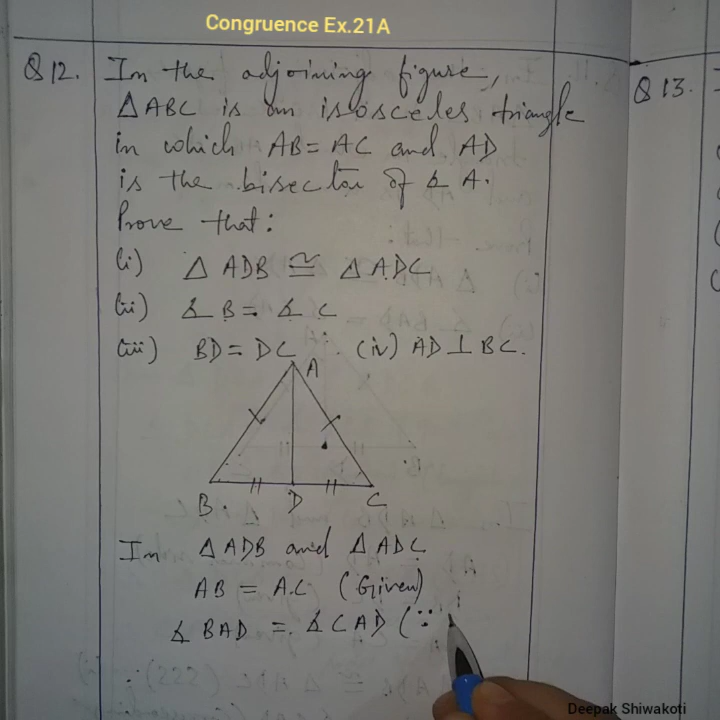 Congruence Ex.21A
Q12. In the adjoining figure,
△ABC is an isosceles triangle
in which AB = AC and AD
is the bisector of ∡ A.
Prove that:
(i) △ ADB ≅ △ ADC
(ii) ∡ B = ∡ C
(iii) BD = DC (iv) AD ⊥ BC.
A
B D C
In △ ADB and △ ADC
AB = AC (Given)
∡ BAD = ∡ CAD (∵
Q13.
Deepak Shiwakoti